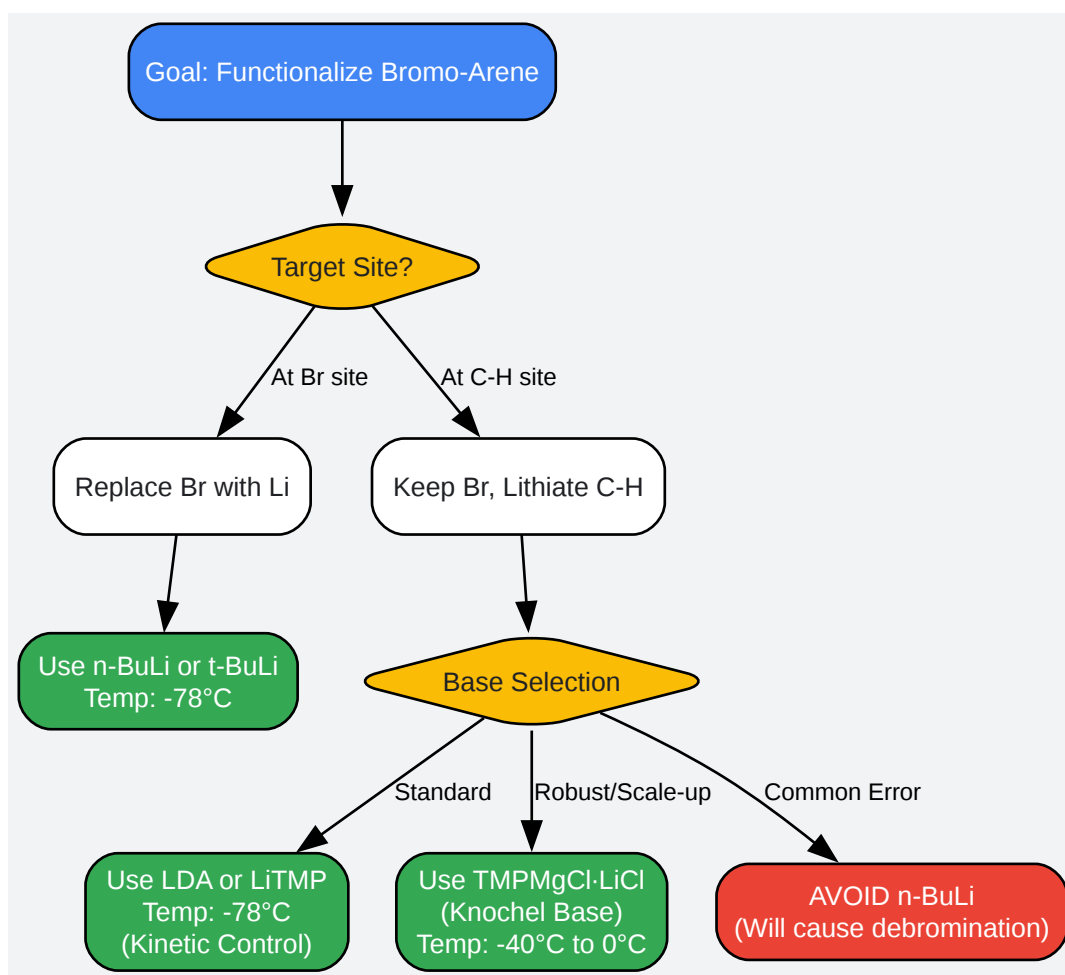 Goal: Functionalize Bromo-Arene
Target Site?
At Br site
At C-H site
Replace Br with Li
Keep Br, Lithiate C-H
Use n-BuLi or t-BuLi
Temp: -78°C
Base Selection
Standard
Robust/Scale-up
Common Error
Use LDA or LiTMP
Temp: -78°C
(Kinetic Control)
Use TMPMgCl·LiCl
(Knochel Base)
Temp: -40°C to 0°C
AVOID n-BuLi
(Will cause debromination)